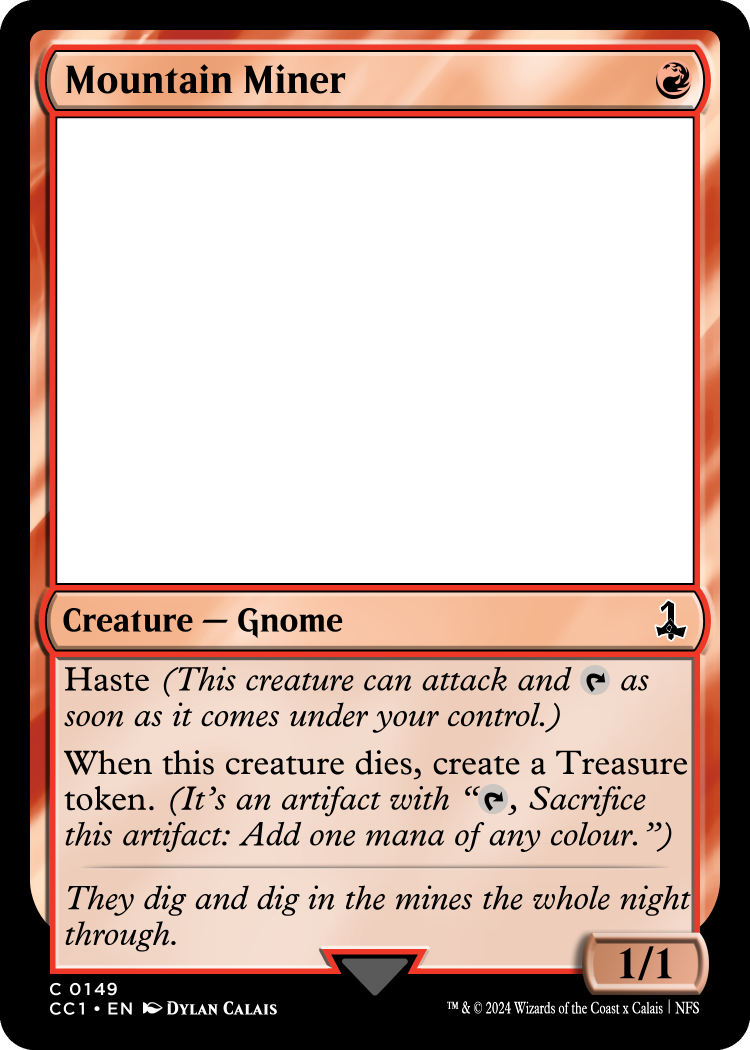 Mountain Miner
Creature — Gnome
Haste (This creature can attack and as
soon as it comes under your control.)
When this creature dies, create a Treasure
token. (It’s an artifact with “, Sacrifice
this artifact: Add one mana of any colour.”)
They dig and dig in the mines the whole night
through.
1/1
C 0149
CC1 • EN Dylan Calais
™ & © 2024 Wizards of the Coast x Calais | NFS